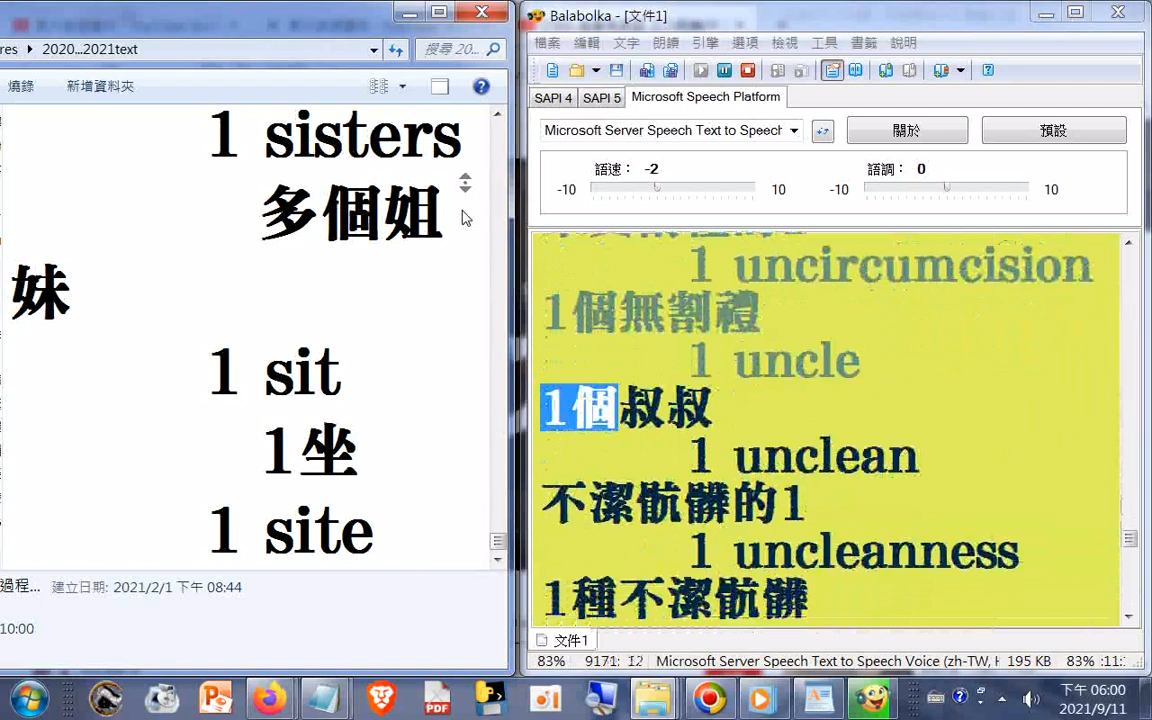 res ▸ 2020...2021text
搜尋 20...
燒錄 新增資料夾
1 sisters
多個姐
妹
1 sit
1坐
1 site
過程... 建立日期: 2021/2/1 下午 08:44
10:00
Balabolka - [文件1]
檔案 編輯 文字 朗讀 引擎 選項 檢視 工具 書籤 說明
SAPI 4 SAPI 5 Microsoft Speech Platform
Microsoft Server Speech Text to Speech 關於 預設
語速： -2 語調： 0
-10 10 -10 10
1 uncircumcision
1個無割禮
1 uncle
1個叔叔
1 unclean
不潔骯髒的1
1 uncleanness
1種不潔骯髒
文件1
83% 9171: 12 Microsoft Server Speech Text to Speech Voice (zh-TW, 195 KB 83% :11:
PDF
下午 06:00
2021/9/11